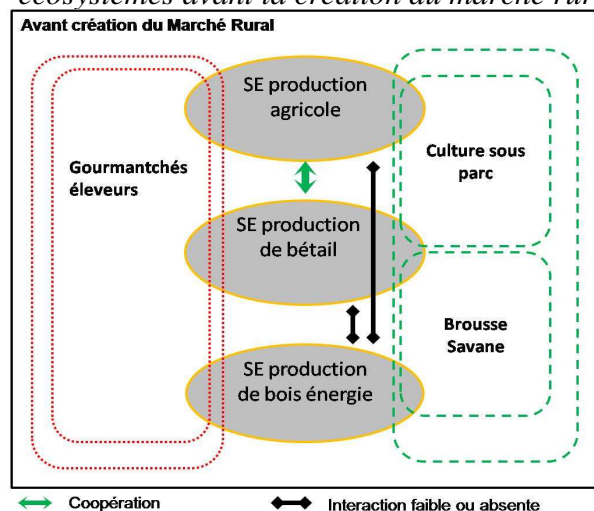 écosystèmes avant la création du marché rur
Avant création du Marché Rural
SE production
agricole
Gourmantchés
éleveurs
Culture sous
parc
SE production
de bétail
Brousse
Savane
SE production
de bois énergie
Coopération
Interaction faible ou absente